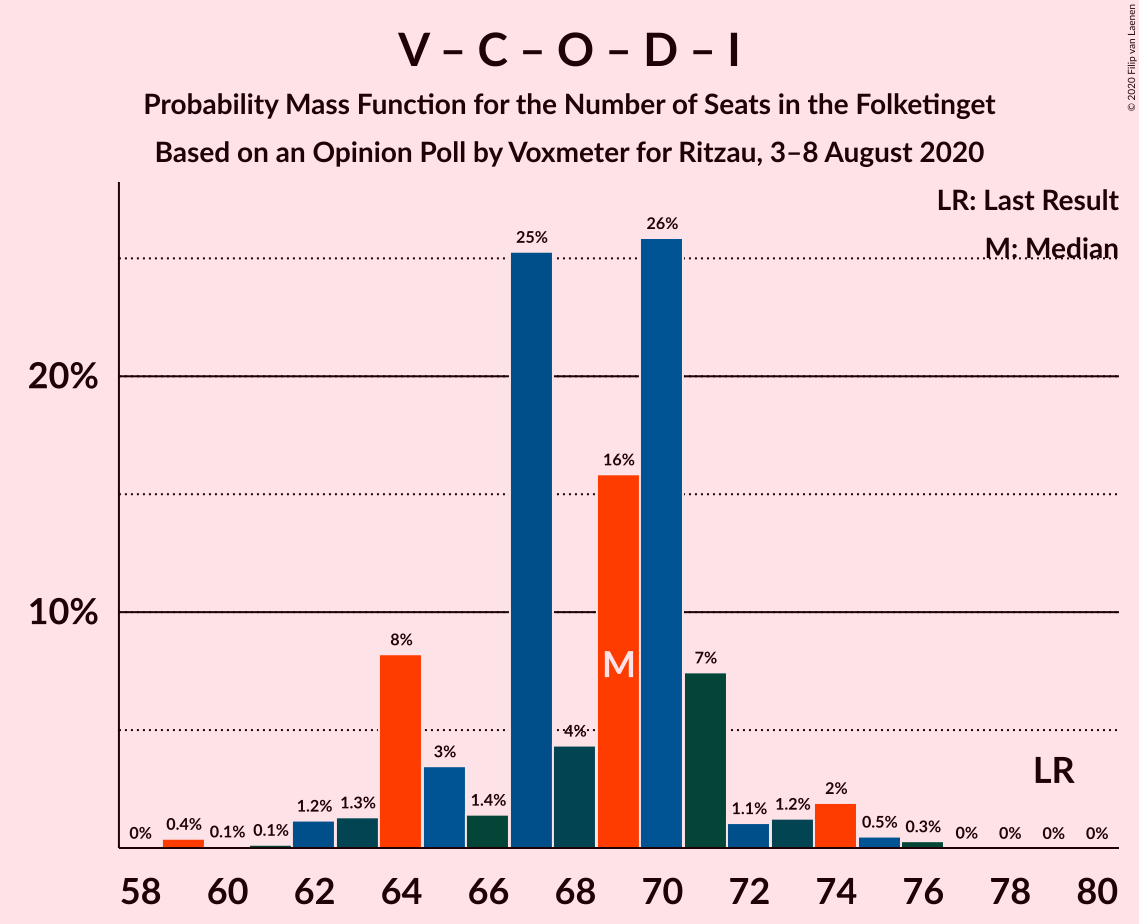 V – C – O – D – I
Probability Mass Function for the Number of Seats in the Folketinget
Based on an Opinion Poll by Voxmeter for Ritzau, 3–8 August 2020
© 2020 Filip van Laenen
LR: Last Result
M: Median
20%
10%
0%
0.4%
0.1%
0.1%
1.2%
1.3%
8%
3%
1.4%
25%
4%
16%
26%
7%
1.1%
1.2%
2%
0.5%
0.3%
0%
0%
0%
0%
M
LR
58 60 62 64 66 68 70 72 74 76 78 80